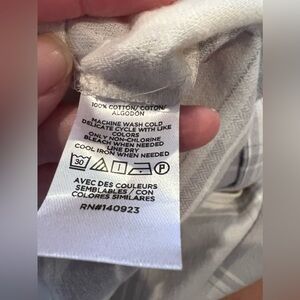 100% COTTON/ COTON/
ALGODÓN
MACHINE WASH COLD
DELICATE CYCLE WITH LIKE
COLORS
ONLY NON-CHLORINE
BLEACH WHEN NEEDED
LINE DRY
COOL IRON WHEN NEEDED
30
AVEC DES COULEURS
SEMBLABLES / CON
COLORES SIMILARES
RN#140923